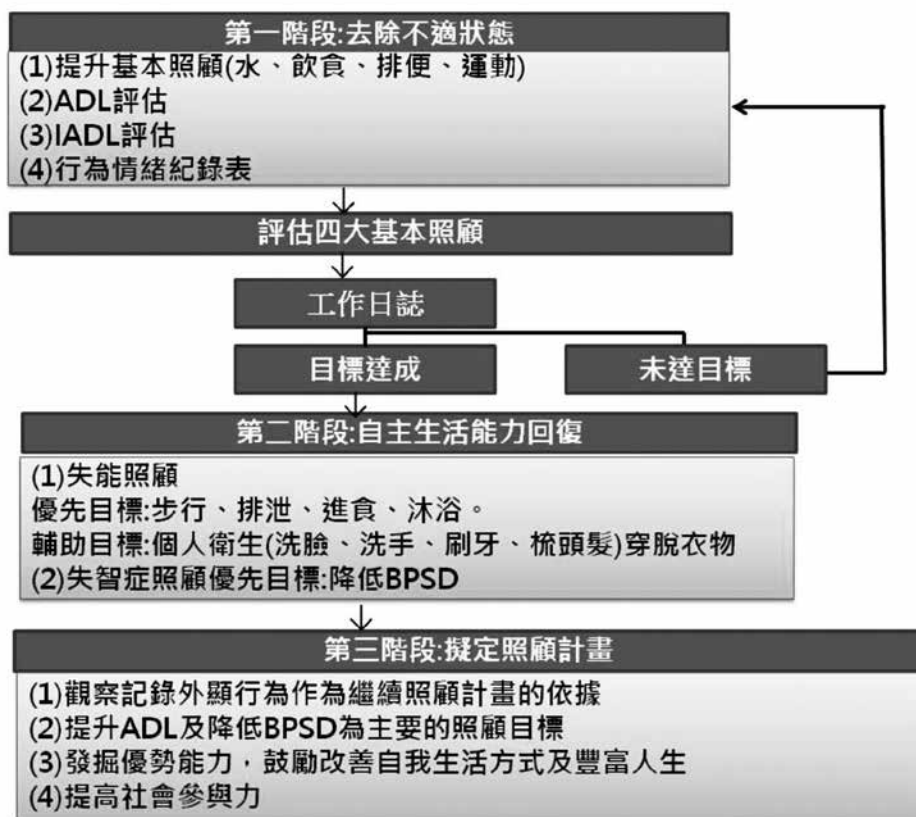 第一階段:去除不適狀態
(1)提升基本照顧(水、飲食、排便、運動)
(2)ADL評估
(3)IADL評估
(4)行為情緒紀錄表
評估四大基本照顧
工作日誌
目標達成
未達目標
第二階段:自主生活能力回復
(1)失能照顧
優先目標:步行、排泄、進食、沐浴。
輔助目標:個人衛生(洗臉、洗手、刷牙、梳頭髮)穿脫衣物
(2)失智症照顧優先目標:降低BPSD
第三階段:擬定照顧計畫
(1)觀察記錄外顯行為作為繼續照顧計畫的依據
(2)提升ADL及降低BPSD為主要的照顧目標
(3)發掘優勢能力，鼓勵改善自我生活方式及豐富人生
(4)提高社會參與力